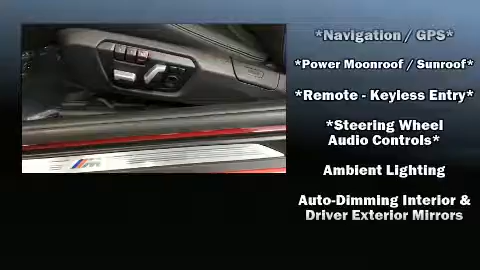 *Navigation / GPS*
*Power Moonroof / Sunroof*
*Remote - Keyless Entry*
*Steering Wheel
Audio Controls*
Ambient Lighting
Auto-Dimming Interior &
Driver Exterior Mirrors
M